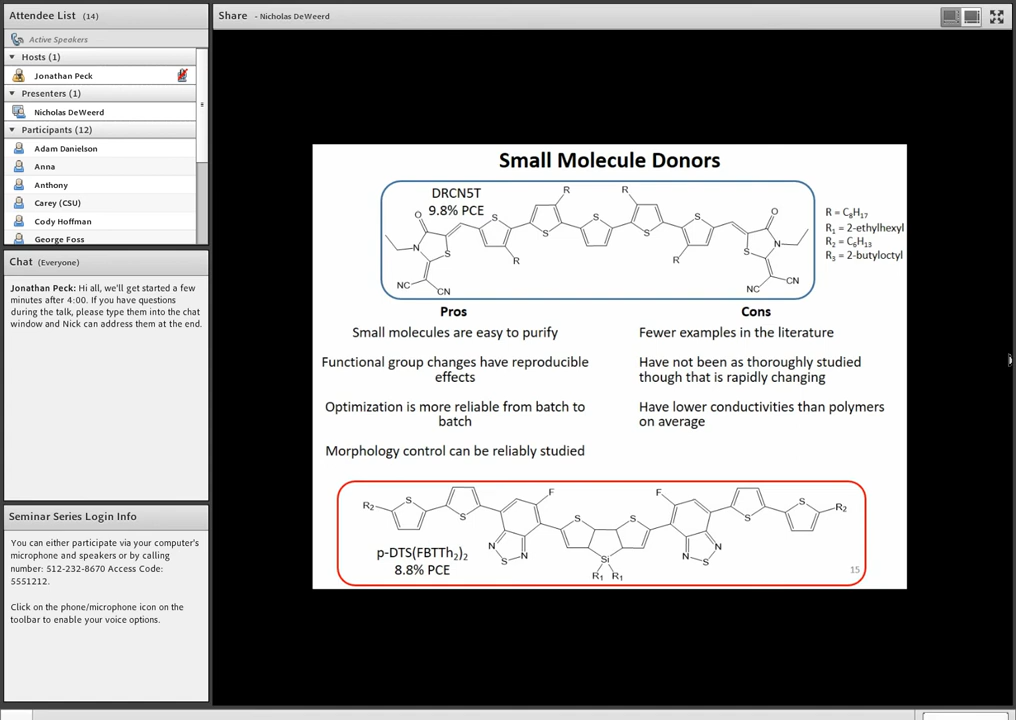 Attendee List (14)
Active Speakers
Hosts (1)
Jonathan Peck
Presenters (1)
Nicholas DeWeerd
Participants (12)
Adam Danielson
Anna
Anthony
Carey (CSU)
Cody Hoffman
George Foss
Chat (Everyone)
Jonathan Peck: Hi all, we'll get started a few
minutes after 4:00. If you have questions
during the talk, please type them into the chat
window and Nick can address them at the end.
Seminar Series Login Info
You can either participate via your computer's
microphone and speakers or by calling
number: 512-232-8670 Access Code:
5551212.
Click on the phone/microphone icon on the
toolbar to enable your voice options.
Share - Nicholas DeWeerd
Small Molecule Donors
DRCN5T
9.8% PCE
O
N
S
NC
CN
S
R
S
R
S
S
R
S
R
S
O
N
S
NC
CN
R = C₈H₁₇
R₁ = 2-ethylhexyl
R₂ = C₆H₁₃
R₃ = 2-butyloctyl
Pros
Small molecules are easy to purify
Functional group changes have reproducible
effects
Optimization is more reliable from batch to
batch
Morphology control can be reliably studied
Cons
Fewer examples in the literature
Have not been as thoroughly studied
though that is rapidly changing
Have lower conductivities than polymers
on average
R₂
S
S
F
N
S
N
S
S
Si
R₁ R₁
F
N
S
N
S
S
R₂
p-DTS(FBTTh₂)₂
8.8% PCE
15